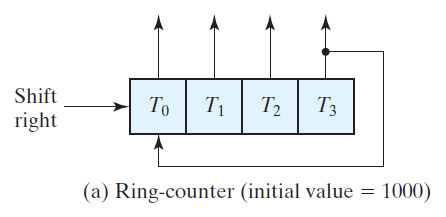 Shift
right
T0 T1 T2 T3
(a) Ring-counter (initial value = 1000)